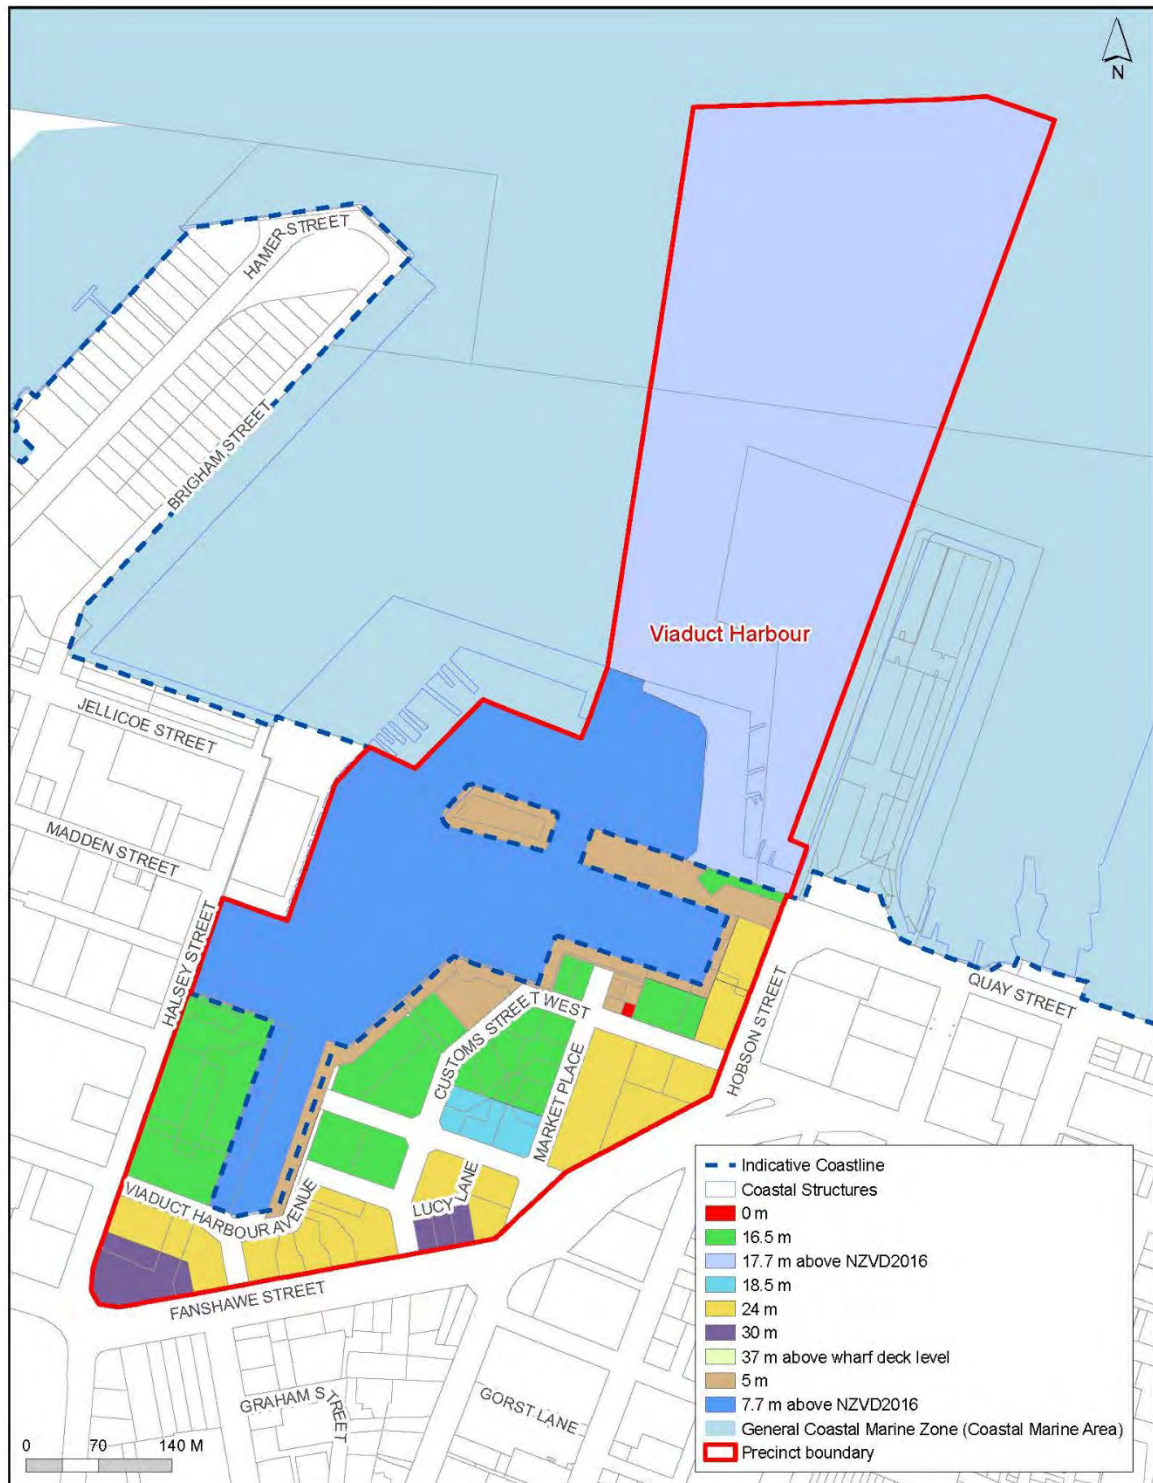 N
HAMER STREET
BRIGHAM STREET
Viaduct Harbour
JELLICOE STREET
MADDEN STREET
HALSEY STREET
QUAY STREET
CUSTOMS STREET WEST
HOBSON STREET
MARKET PLACE
VIADUCT HARBOUR AVENUE
LUCY LANE
FANSHAWE STREET
GRAHAM STREET
GORST LANE
Indicative Coastline
Coastal Structures
0 m
16.5 m
17.7 m above NZVD2016
18.5 m
24 m
30 m
37 m above wharf deck level
5 m
7.7 m above NZVD2016
General Coastal Marine Zone (Coastal Marine Area)
Precinct boundary
0 70 140 M